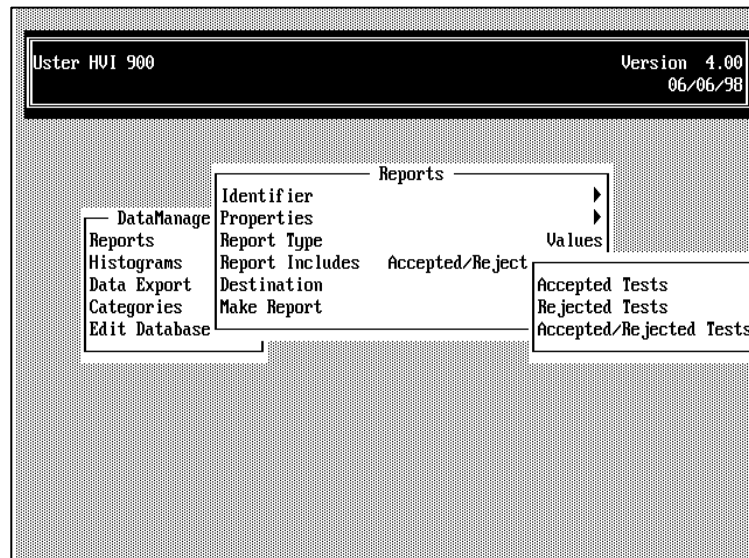 Uster HVI 900 Version 4.00
06/06/98
Reports
Identifier
Properties
Report Type Values
Report Includes Accepted/Reject
Destination
Make Report
DataManage
Reports
Histograms
Data Export
Categories
Edit Database
Accepted Tests
Rejected Tests
Accepted/Rejected Tests